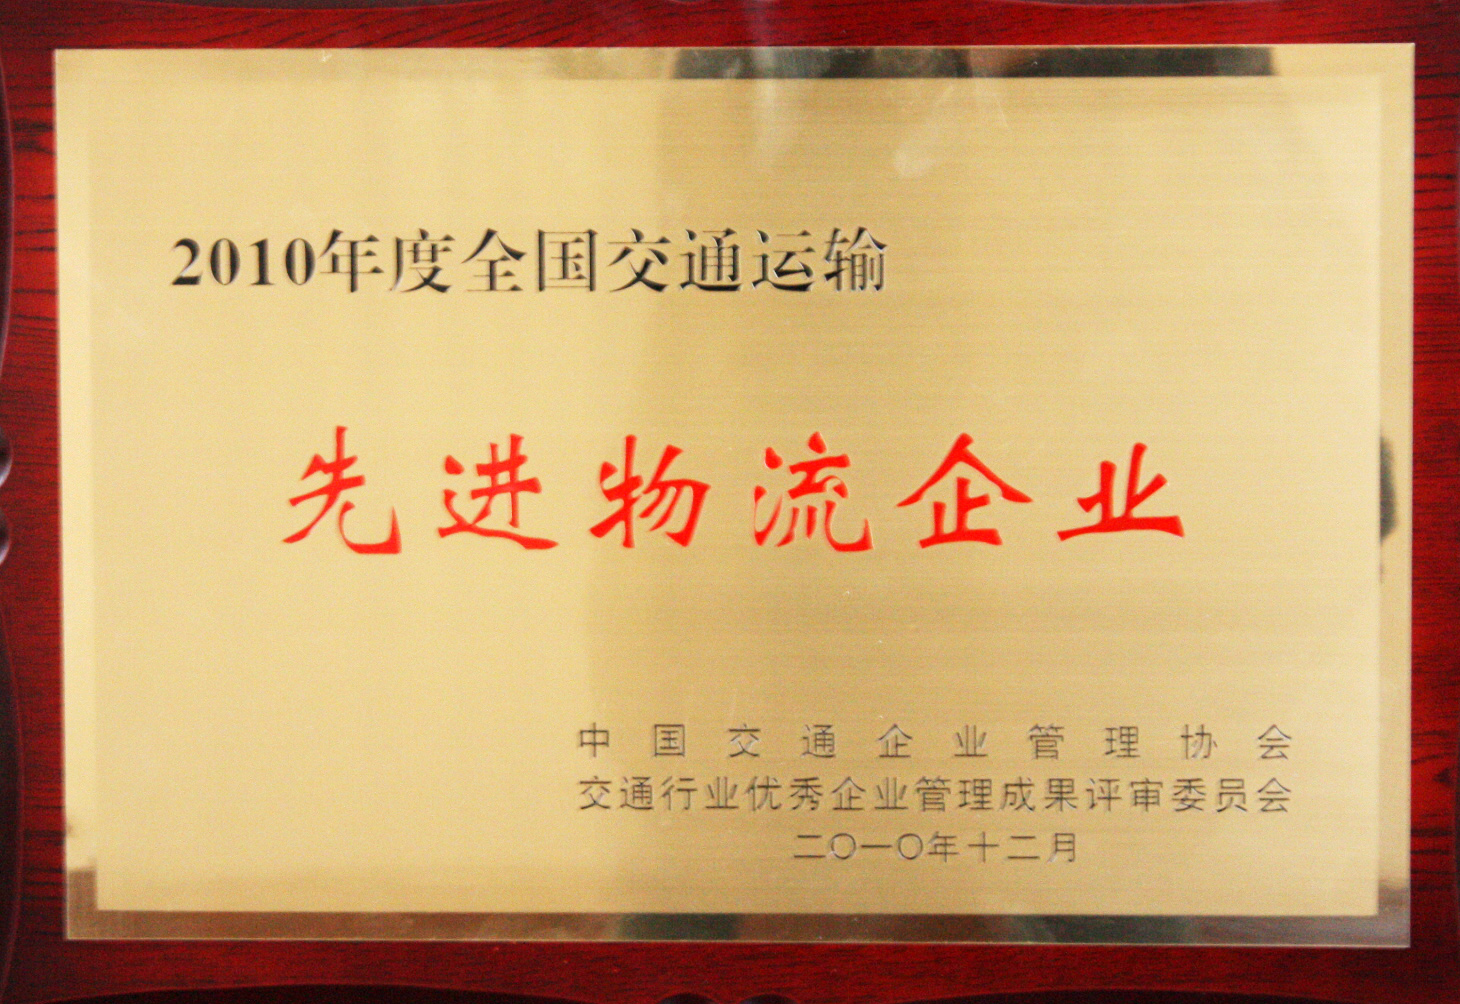 2010年度全国交通运输
先进物流企业
中国交通企业管理协会
交通行业优秀企业管理成果评审委员会
二〇一〇年十二月